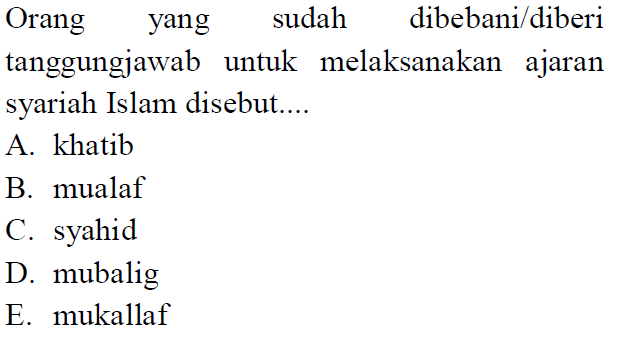 Orang yang sudah dibebani/diberi
tanggungjawab untuk melaksanakan ajaran
syariah Islam disebut....
A. khatib
B. mualaf
C. syahid
D. mubalig
E. mukallaf